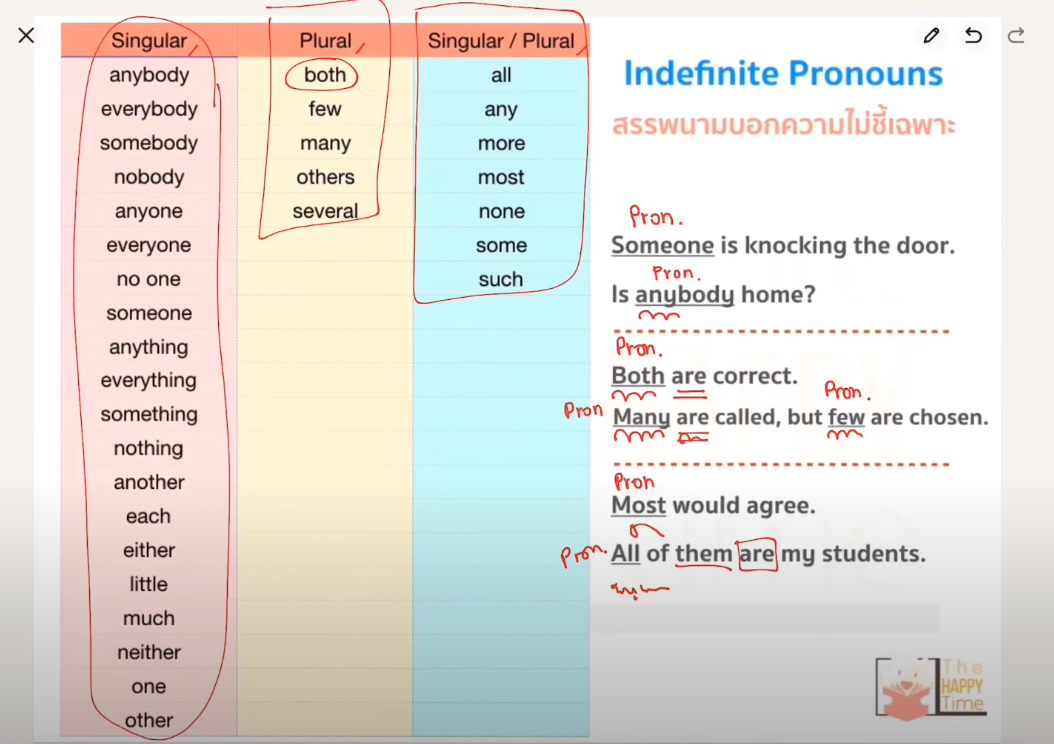 Singular
anybody
everybody
somebody
nobody
anyone
everyone
no one
someone
anything
everything
something
nothing
another
each
either
little
much
neither
one
other
Plural
both
few
many
others
several
Singular / Plural
all
any
more
most
none
some
such
Indefinite Pronouns
สรรพนามบอกความไม่ชี้เฉพาะ
Pron.
Someone is knocking the door.
Pron.
Is anybody home?
Pron.
Both are correct.
Pron.
Pron Many are called, but few are chosen.
Pron
Most would agree.
Pron. All of them are my students.
The
HAPPY
Time